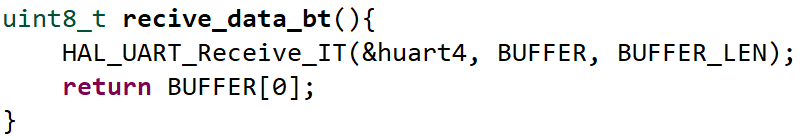 uint8_t recive_data_bt(){
    HAL_UART_Receive_IT(&huart4, BUFFER, BUFFER_LEN);
    return BUFFER[0];
}